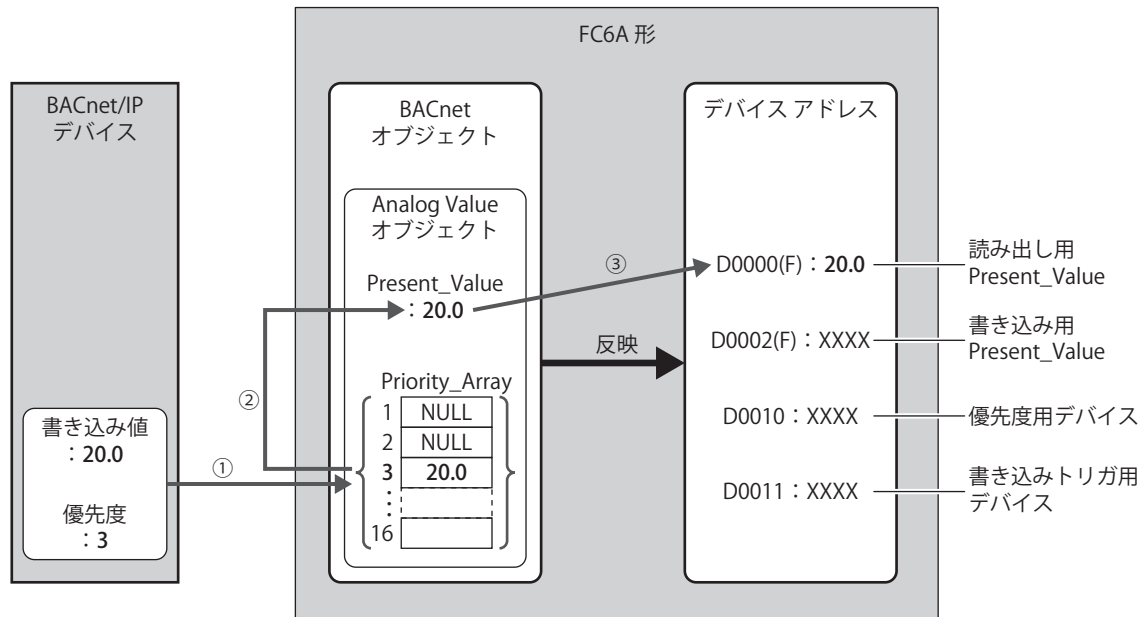 FC6A 形
BACnet/IP
デバイス
書き込み値
：20.0
優先度
：3
①
②
BACnet
オブジェクト
Analog Value
オブジェクト
Present_Value
：20.0
Priority_Array
1 NULL
2 NULL
3 20.0
⋮
16
③
反映
デバイス アドレス
D0000(F)：20.0
D0002(F)：XXXX
D0010：XXXX
D0011：XXXX
読み出し用
Present_Value
書き込み用
Present_Value
優先度用デバイス
書き込みトリガ用
デバイス